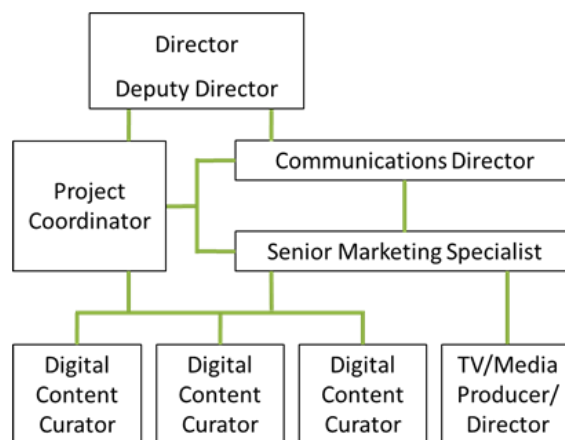 Director
Deputy Director
Project
Coordinator
Communications Director
Senior Marketing Specialist
Digital
Content
Curator
Digital
Content
Curator
Digital
Content
Curator
TV/Media
Producer/
Director